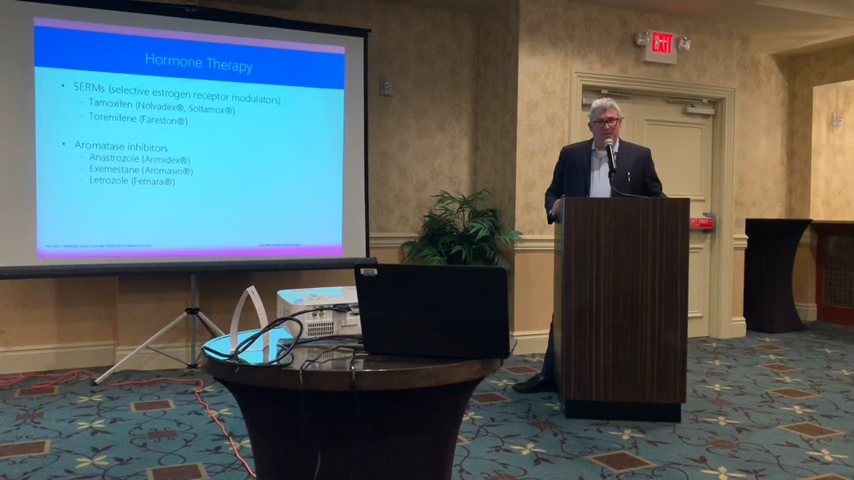 Hormone Therapy
• SERMs (selective estrogen receptor modulators)
– Tamoxifen (Nolvadex®, Soltamox®)
– Toremifene (Fareston®)
• Aromatase inhibitors
– Anastrozole (Arimidex®)
– Exemestane (Aromasin®)
– Letrozole (Femara®)
EXIT